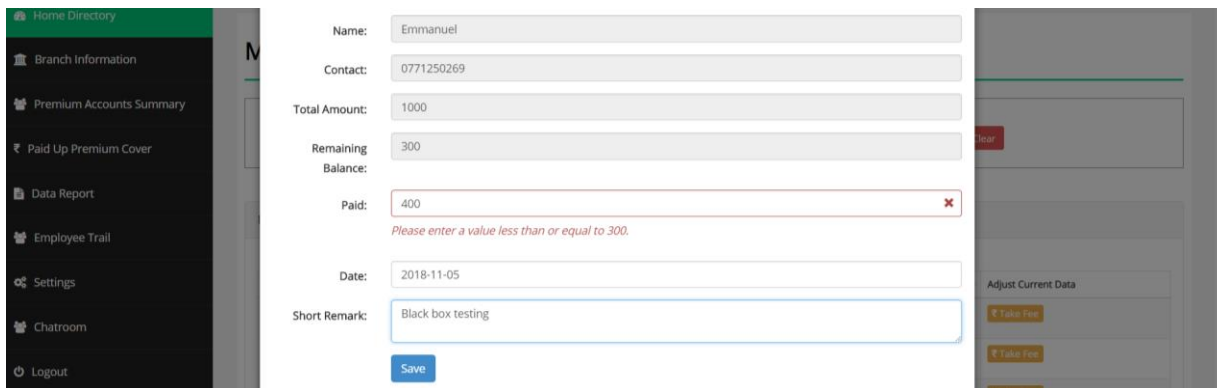 Home Directory
Branch Information
Premium Accounts Summary
₹ Paid Up Premium Cover
Data Report
Employee Trail
Settings
Chatroom
Logout
M
Name: Emmanuel
Contact: 0771250269
Total Amount: 1000
Remaining 300
Balance:
Paid: 400
Please enter a value less than or equal to 300.
Date: 2018-11-05
Short Remark: Black box testing
Save
Clear
Adjust Current Data
₹ Take Fee
₹ Take Fee